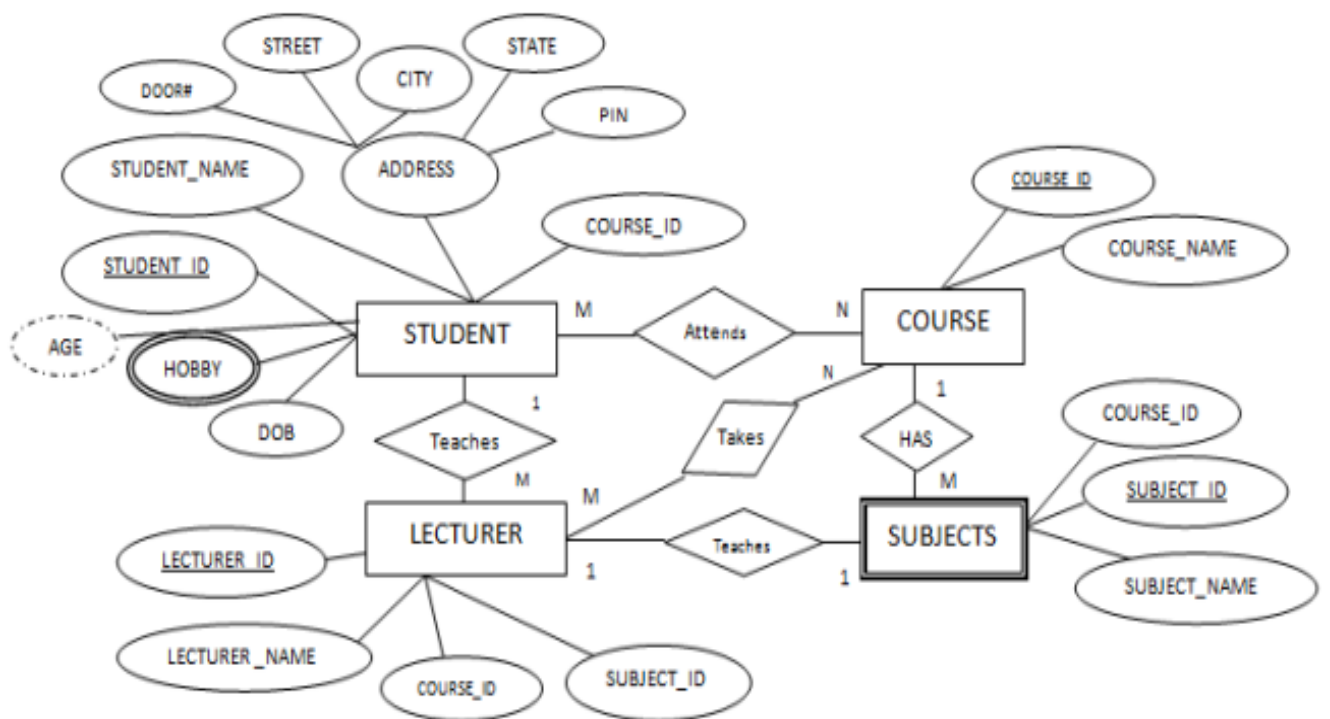 STREET
STATE
CITY
DOOR#
PIN
STUDENT_NAME
ADDRESS
COURSE_ID
COURSE_ID
COURSE_NAME
STUDENT_ID
AGE
HOBBY
DOB
STUDENT
M
Attends
N
COURSE
1
Teaches
M
N
Takes
M
1
HAS
M
COURSE_ID
SUBJECT_ID
SUBJECT_NAME
LECTURER
1
Teaches
1
SUBJECTS
LECTURER_ID
LECTURER _NAME
COURSE_ID
SUBJECT_ID